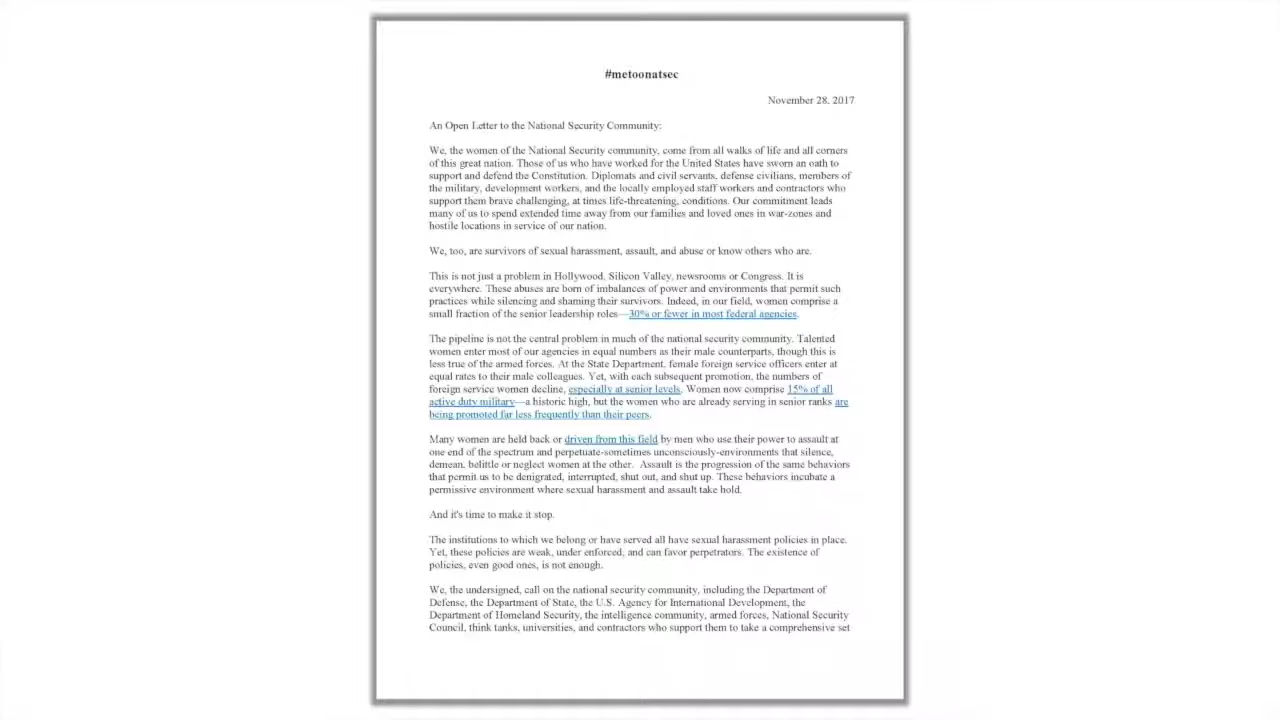 #metoonatsec
November 28, 2017
An Open Letter to the National Security Community:
We, the women of the National Security community, come from all walks of life and all corners
of this great nation. Those of us who have worked for the United States have sworn an oath to
support and defend the Constitution. Diplomats and civil servants, defense civilians, members of
the military, development workers, and the locally employed staff workers and contractors who
support them brave challenging, at times life-threatening, conditions. Our commitment leads
many of us to spend extended time away from our families and loved ones in war-zones and
hostile locations in service of our nation.
We, too, are survivors of sexual harassment, assault, and abuse or know others who are.
This is not just a problem in Hollywood, Silicon Valley, newsrooms or Congress. It is
everywhere. These abuses are born of imbalances of power and environments that permit such
practices while silencing and shaming their survivors. Indeed, in our field, women comprise a
small fraction of the senior leadership roles—30% or fewer in most federal agencies.
The pipeline is not the central problem in much of the national security community. Talented
women enter most of our agencies in equal numbers as their male counterparts, though this is
less true of the armed forces. At the State Department, female foreign service officers enter at
equal rates to their male colleagues. Yet, with each subsequent promotion, the numbers of
foreign service women decline, especially at senior levels. Women now comprise 15% of all
active duty military—a historic high, but the women who are already serving in senior ranks are
being promoted far less frequently than their peers.
Many women are held back or driven from this field by men who use their power to assault at
one end of the spectrum and perpetuate-sometimes unconsciously-environments that silence,
demean, belittle or neglect women at the other.  Assault is the progression of the same behaviors
that permit us to be denigrated, interrupted, shut out, and shut up. These behaviors incubate a
permissive environment where sexual harassment and assault take hold.
And it's time to make it stop.
The institutions to which we belong or have served all have sexual harassment policies in place.
Yet, these policies are weak, under enforced, and can favor perpetrators. The existence of
policies, even good ones, is not enough.
We, the undersigned, call on the national security community, including the Department of
Defense, the Department of State, the U.S. Agency for International Development, the
Department of Homeland Security, the intelligence community, armed forces, National Security
Council, think tanks, universities, and contractors who support them to take a comprehensive set